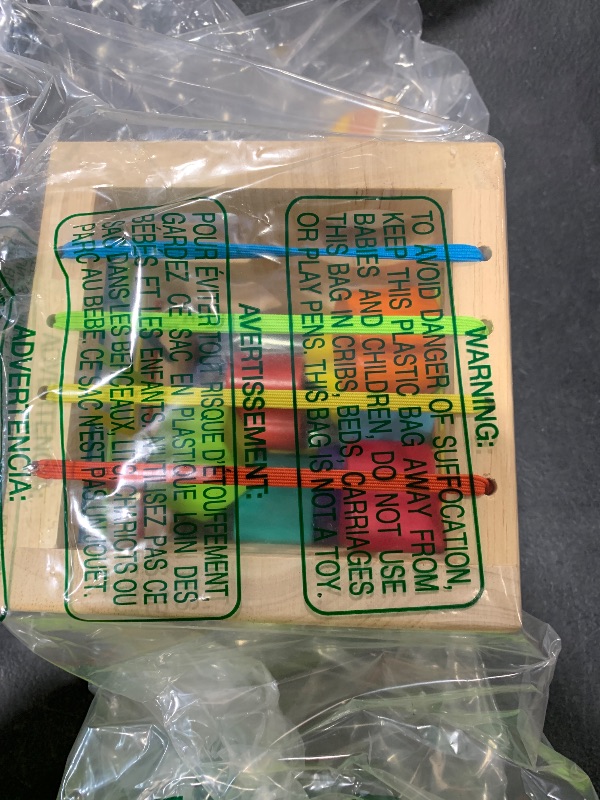 WARNING:
TO AVOID DANGER OF SUFFOCATION,
KEEP THIS PLASTIC BAG AWAY FROM
BABIES AND CHILDREN, DO NOT USE
THIS BAG IN CRIBS, BEDS, CARRIAGES
OR PLAY PENS. THIS BAG IS NOT A TOY.
AVERTISSEMENT:
POUR ÉVITER TOUT RISQUE D'ÉTOUFFEMENT,
GARDEZ CE SAC EN PLASTIQUE LOIN DES
BÉBÉS ET LES ENFANTS. N'UTILISEZ PAS CE
SAC DANS LES BERCEAUX, LITS, CHARIOTS OU
PARC AU BEBE CE SAC N'EST PAS UN JOUET.
ADVERTENCIA: